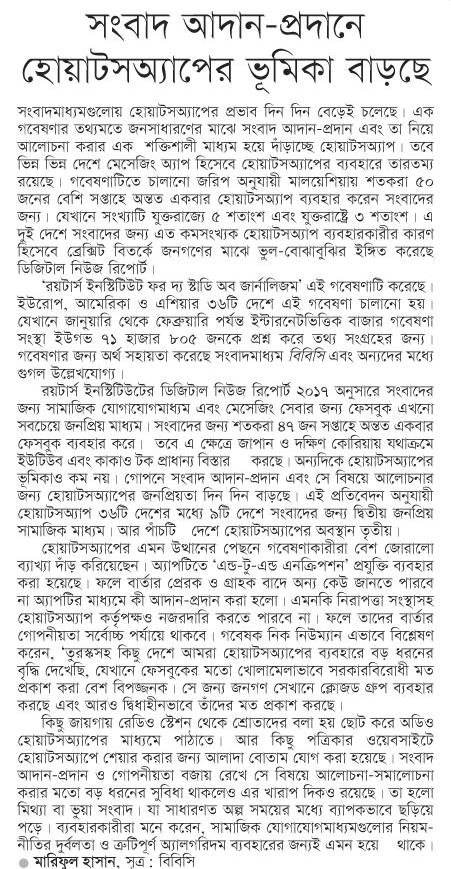 সংবাদ আদান-প্রদানে
হোয়াটসঅ্যাপের ভূমিকা বাড়ছে
সংবাদমাধ্যমগুলোয় হোয়াটসঅ্যাপের প্রভাব দিন দিন বেড়েই চলেছে। এক
গবেষণার তথ্যমতে জনসাধারণের মাঝে সংবাদ আদান-প্রদান এবং তা নিয়ে
আলোচনা করার এক শক্তিশালী মাধ্যম হয়ে দাঁড়াচ্ছে হোয়াটসঅ্যাপ। তবে
ভিন্ন ভিন্ন দেশে মেসেজিং অ্যাপ হিসেবে হোয়াটসঅ্যাপের ব্যবহারে তারতম্য
রয়েছে। গবেষণাটিতে চালানো জরিপ অনুযায়ী মালয়েশিয়ায় শতকরা ৫০
জনের বেশি সপ্তাহে অন্তত একবার হোয়াটসঅ্যাপ ব্যবহার করেন সংবাদের
জন্য। যেখানে সংখ্যাটি যুক্তরাজ্যে ৫ শতাংশ এবং যুক্তরাষ্ট্রে ৩ শতাংশ। এ
দুই দেশে সংবাদের জন্য এত কমসংখ্যক হোয়াটসঅ্যাপ ব্যবহারকারীর কারণ
হিসেবে ব্রেক্সিট বিতর্কে জনগণের মাঝে ভুল-বোঝাবুঝির ইঙ্গিত করেছে
ডিজিটাল নিউজ রিপোর্ট।
‘রয়টার্স ইনস্টিটিউট ফর দ্য স্টাডি অব জার্নালিজম’ এই গবেষণাটি করেছে।
ইউরোপ, আমেরিকা ও এশিয়ার ৩৬টি দেশে এই গবেষণা চালানো হয়।
যেখানে জানুয়ারি থেকে ফেব্রুয়ারি পর্যন্ত ইন্টারনেটভিত্তিক বাজার গবেষণা
সংস্থা ইউগভ ৭১ হাজার ৮০৫ জনকে প্রশ্ন করে তথ্য সংগ্রহের জন্য।
গবেষণার জন্য অর্থ সহায়তা করেছে সংবাদমাধ্যম বিবিসি এবং অন্যদের মধ্যে
গুগল উল্লেখযোগ্য।
রয়টার্স ইনস্টিটিউটের ডিজিটাল নিউজ রিপোর্ট ২০১৭ অনুসারে সংবাদের
জন্য সামাজিক যোগাযোগমাধ্যম এবং মেসেজিং সেবার জন্য ফেসবুক এখনো
সবচেয়ে জনপ্রিয় মাধ্যম। সংবাদের জন্য শতকরা ৪৭ জন সপ্তাহে অন্তত একবার
ফেসবুক ব্যবহার করে। তবে এ ক্ষেত্রে জাপান ও দক্ষিণ কোরিয়ায় যথাক্রমে
ইউটিউব এবং কাকাও টক প্রাধান্য বিস্তার করছে। অন্যদিকে হোয়াটসঅ্যাপের
ভূমিকাও কম নয়। গোপনে সংবাদ আদান-প্রদান এবং সে বিষয়ে আলোচনার
জন্য হোয়াটসঅ্যাপের জনপ্রিয়তা দিন দিন বাড়ছে। এই প্রতিবেদন অনুযায়ী
হোয়াটসঅ্যাপ ৩৬টি দেশের মধ্যে ৯টি দেশে সংবাদের জন্য দ্বিতীয় জনপ্রিয়
সামাজিক মাধ্যম। আর পাঁচটি দেশে হোয়াটসঅ্যাপের অবস্থান তৃতীয়।
হোয়াটসঅ্যাপের এমন উত্থানের পেছনে গবেষণাকারীরা বেশ জোরালো
ব্যাখ্যা দাঁড় করিয়েছেন। অ্যাপটিতে ‘এন্ড-টু-এন্ড এনক্রিপশন’ প্রযুক্তি ব্যবহার
করা হয়েছে। ফলে বার্তার প্রেরক ও গ্রাহক বাদে অন্য কেউ জানতে পারবে
না অ্যাপটির মাধ্যমে কী আদান-প্রদান করা হলো। এমনকি নিরাপত্তা সংস্থাসহ
হোয়াটসঅ্যাপ কর্তৃপক্ষও নজরদারি করতে পারবে না। ফলে তাদের বার্তার
গোপনীয়তা সর্বোচ্চ পর্যায়ে থাকবে। গবেষক নিক নিউম্যান এভাবে বিশ্লেষণ
করেন, ‘তুরস্কসহ কিছু দেশে আমরা হোয়াটসঅ্যাপের ব্যবহারে বড় ধরনের
বৃদ্ধি দেখেছি, যেখানে ফেসবুকের মতো খোলামেলাভাবে সরকারবিরোধী মত
প্রকাশ করা বেশ বিপজ্জনক। সে জন্য জনগণ সেখানে ক্লোজড গ্রুপ ব্যবহার
করছে এবং আরও দ্বিধাহীনভাবে তাঁদের মত প্রকাশ করছে।
কিছু জায়গায় রেডিও স্টেশন থেকে শ্রোতাদের বলা হয় ছোট করে অডিও
হোয়াটসঅ্যাপের মাধ্যমে পাঠাতে। আর কিছু পত্রিকার ওয়েবসাইটে
হোয়াটসঅ্যাপে শেয়ার করার জন্য আলাদা বোতাম যোগ করা হয়েছে। সংবাদ
আদান-প্রদান ও গোপনীয়তা বজায় রেখে সে বিষয়ে আলোচনা-সমালোচনা
করার মতো বড় ধরনের সুবিধা থাকলেও এর খারাপ দিকও রয়েছে। তা হলো
মিথ্যা বা ভুয়া সংবাদ। যা সাধারণত অল্প সময়ের মধ্যে ব্যাপকভাবে ছড়িয়ে
পড়ে। ব্যবহারকারীরা মনে করেন, সামাজিক যোগাযোগমাধ্যমগুলোর নিয়ম-
নীতির দুর্বলতা ও ত্রুটিপূর্ণ অ্যালগরিদম ব্যবহারের জন্যই এমন হয়ে থাকে।
● মারিফুল হাসান, সূত্র : বিবিসি